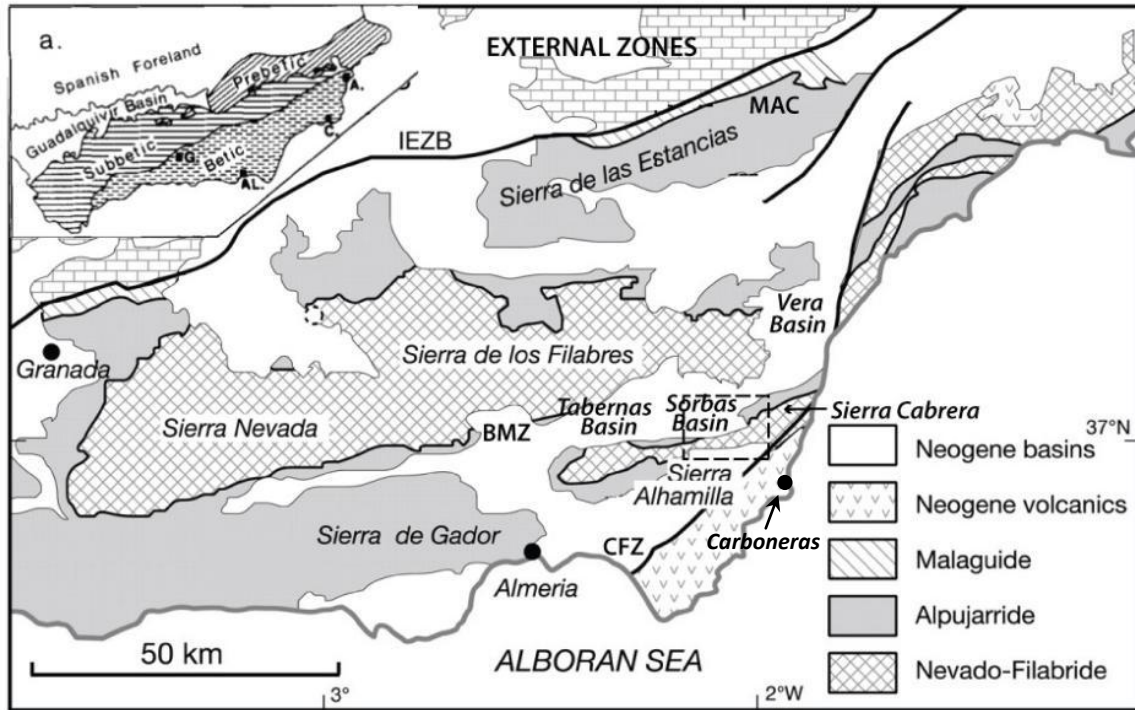 a.
Spanish Foreland
Guadalquivir Basin
Prebetic
Subbetic
Betic
A.
C.
G.
AL.
EXTERNAL ZONES
IEZB
MAC
Sierra de las Estancias
Vera
Basin
Granada
Sierra de los Filabres
Sierra Nevada
BMZ
Tabernas
Basin
Sorbas
Basin
Sierra Cabrera
37°N
Sierra
Alhamilla
Sierra de Gador
CFZ
Carboneras
Almeria
50 km
ALBORAN SEA
3°
2°W
Neogene basins
Neogene volcanics
Malaguide
Alpujarride
Nevado-Filabride